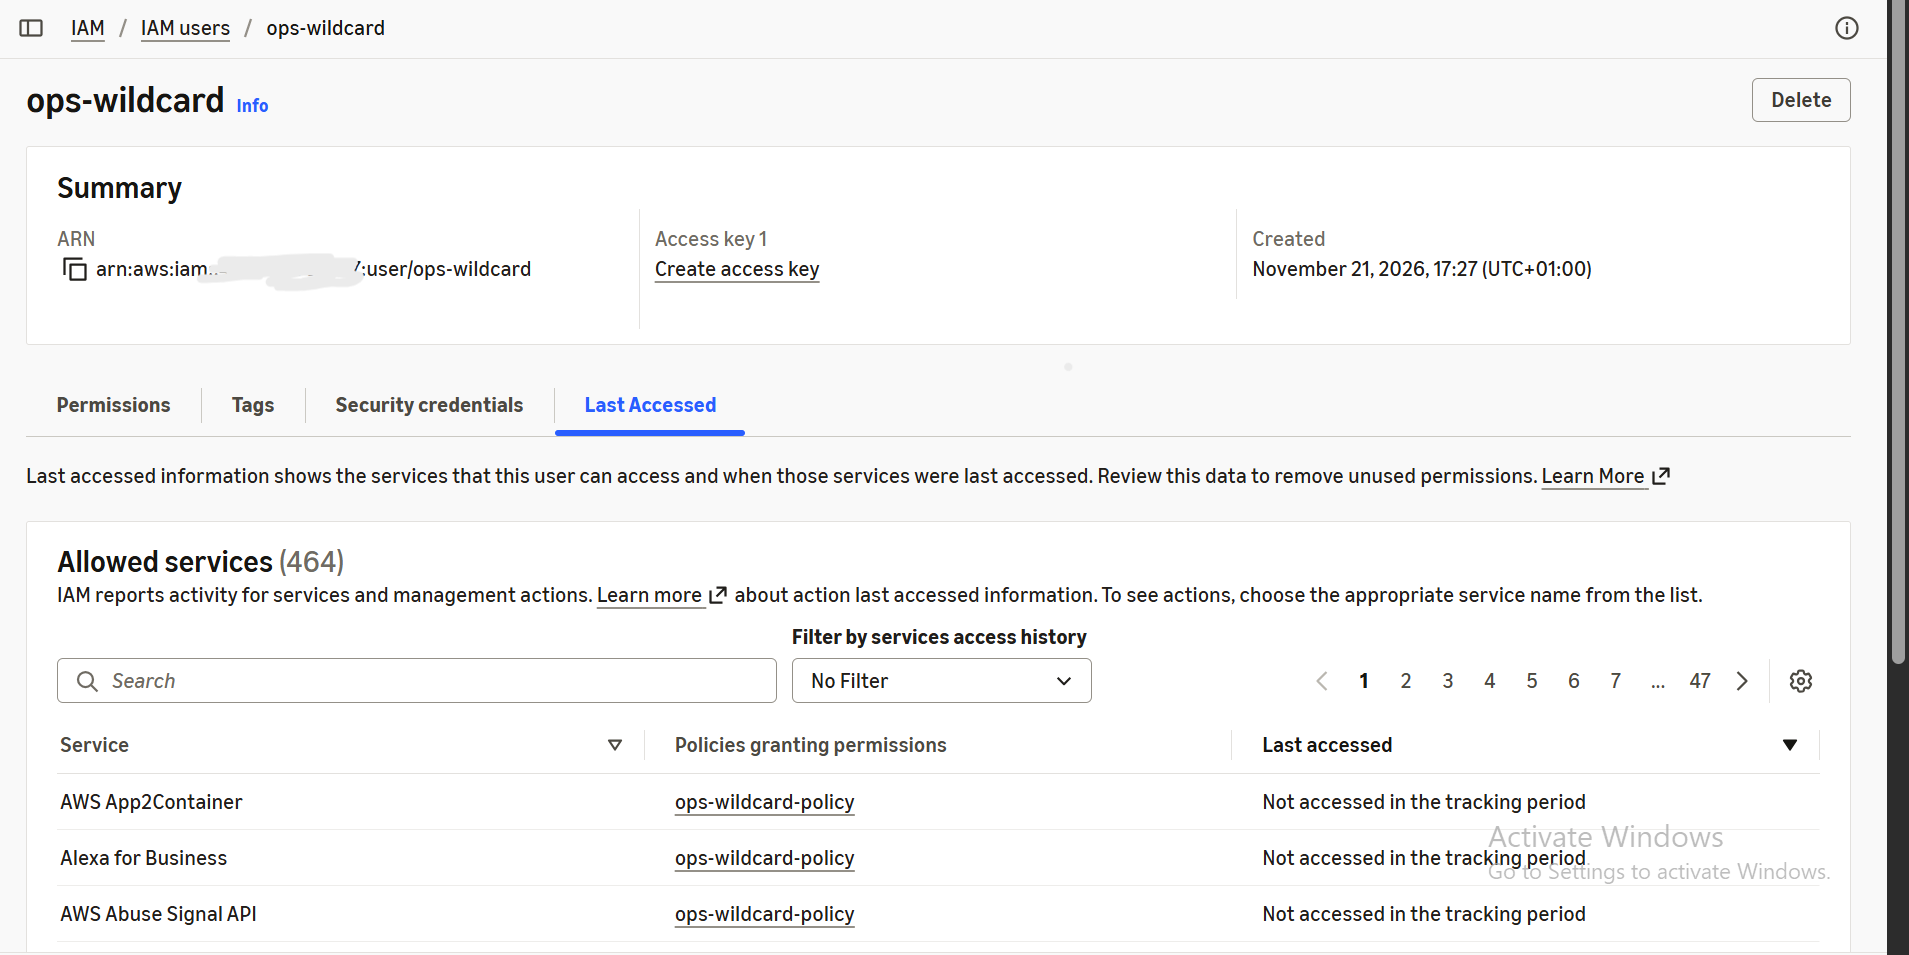 IAM / IAM users / ops-wildcard
ops-wildcard Info
Delete
Summary
ARN
arn:aws:iam:: :user/ops-wildcard
Access key 1
Create access key
Created
November 21, 2026, 17:27 (UTC+01:00)
Permissions
Tags
Security credentials
Last Accessed
Last accessed information shows the services that this user can access and when those services were last accessed. Review this data to remove unused permissions. Learn More
Allowed services (464)
IAM reports activity for services and management actions. Learn more about action last accessed information. To see actions, choose the appropriate service name from the list.
Filter by services access history
Search
No Filter
1 2 3 4 5 6 7 ... 47
Service
Policies granting permissions
Last accessed
AWS App2Container
ops-wildcard-policy
Not accessed in the tracking period
Alexa for Business
ops-wildcard-policy
Not accessed in the tracking period
AWS Abuse Signal API
ops-wildcard-policy
Not accessed in the tracking period
Activate Windows
Go to Settings to activate Windows.